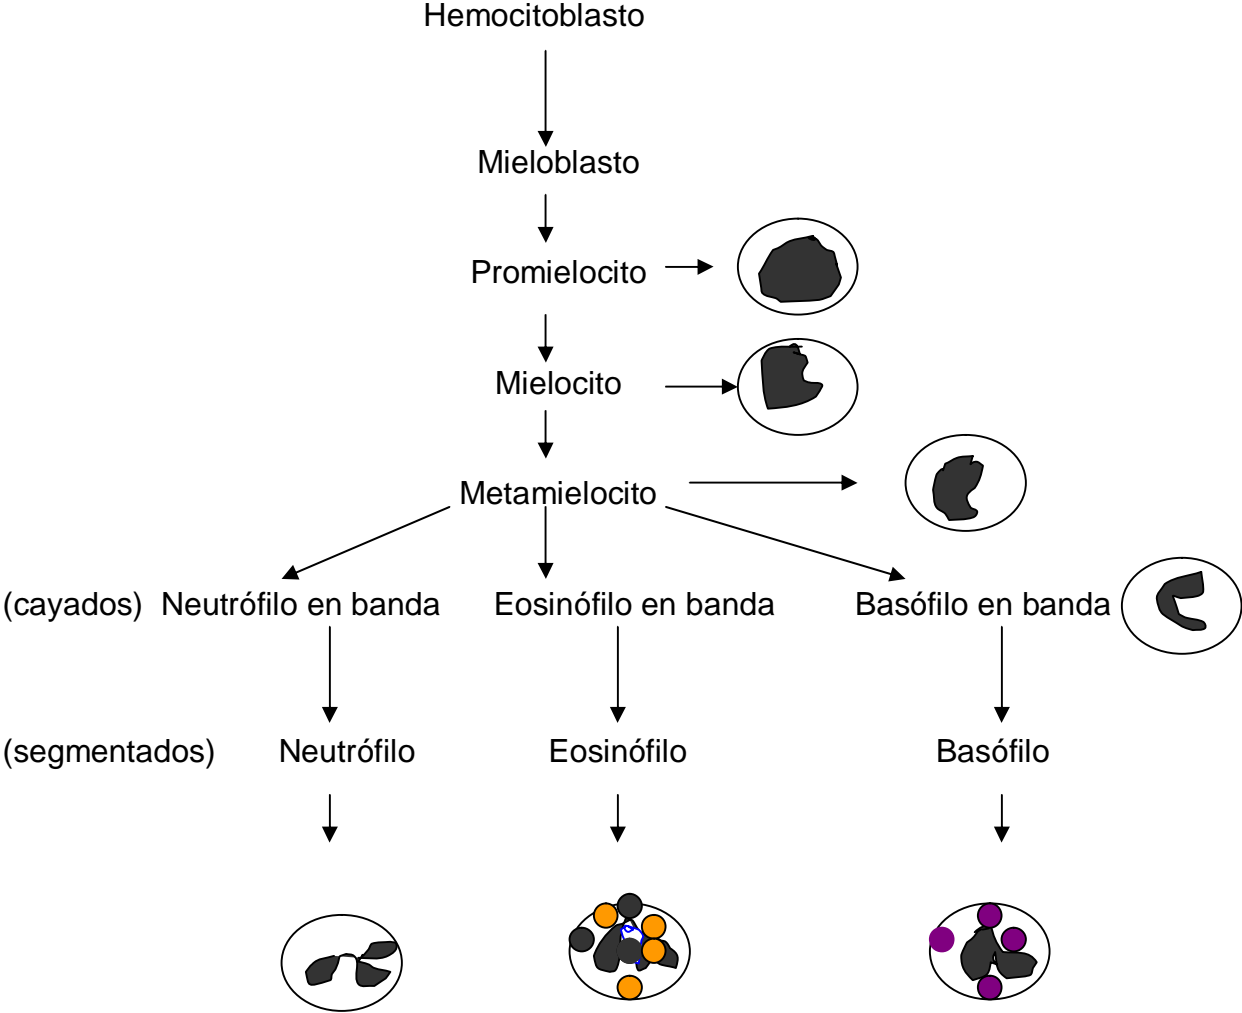 Hemocitoblasto
Mieloblasto
Promielocito
Mielocito
Metamielocito
(cayados) Neutrófilo en banda Eosinófilo en banda Basófilo en banda
(segmentados) Neutrófilo Eosinófilo Basófilo